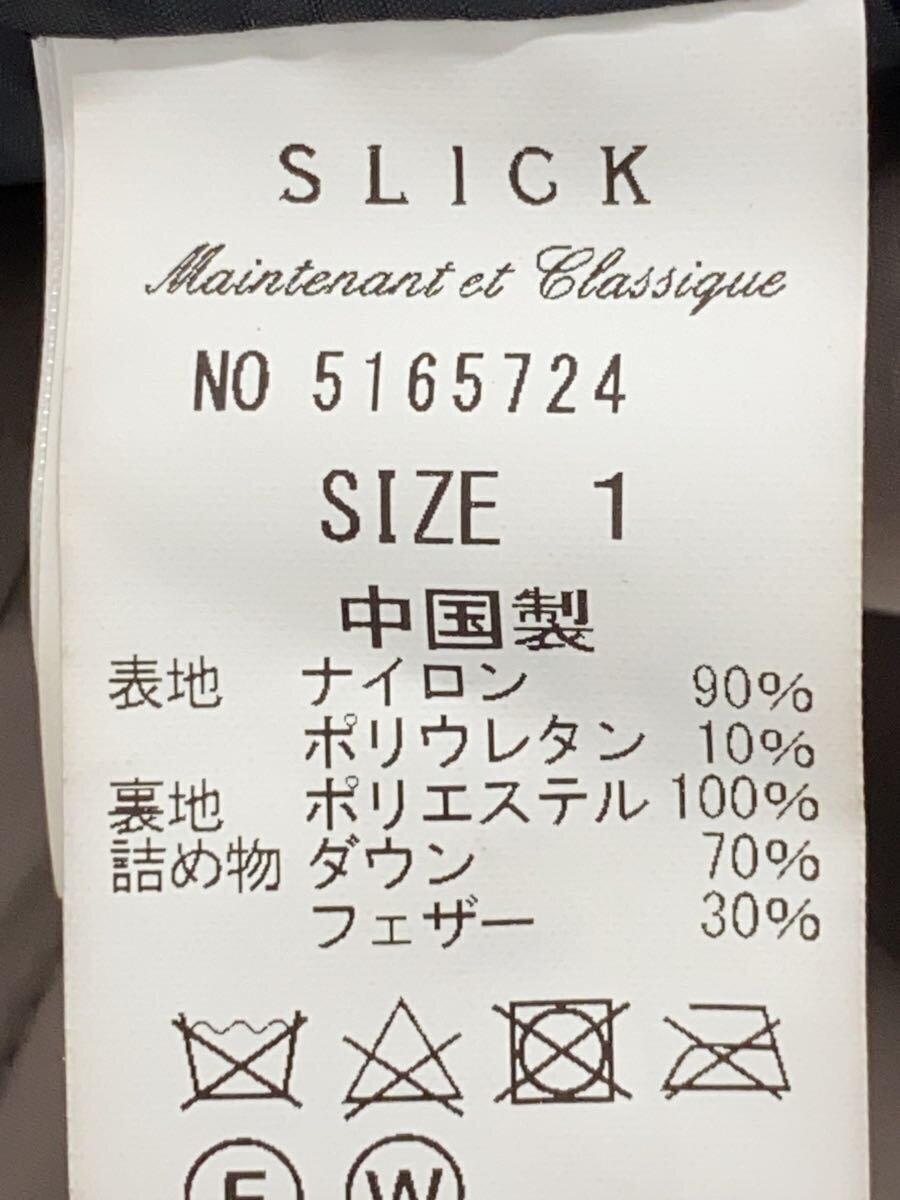 SLICK
Maintenant et Classique
NO 5165724
SIZE 1
中国製
表地 ナイロン 90%
ポリウレタン 10%
裏地 ポリエステル 100%
詰め物 ダウン 70%
フェザー 30%
F W